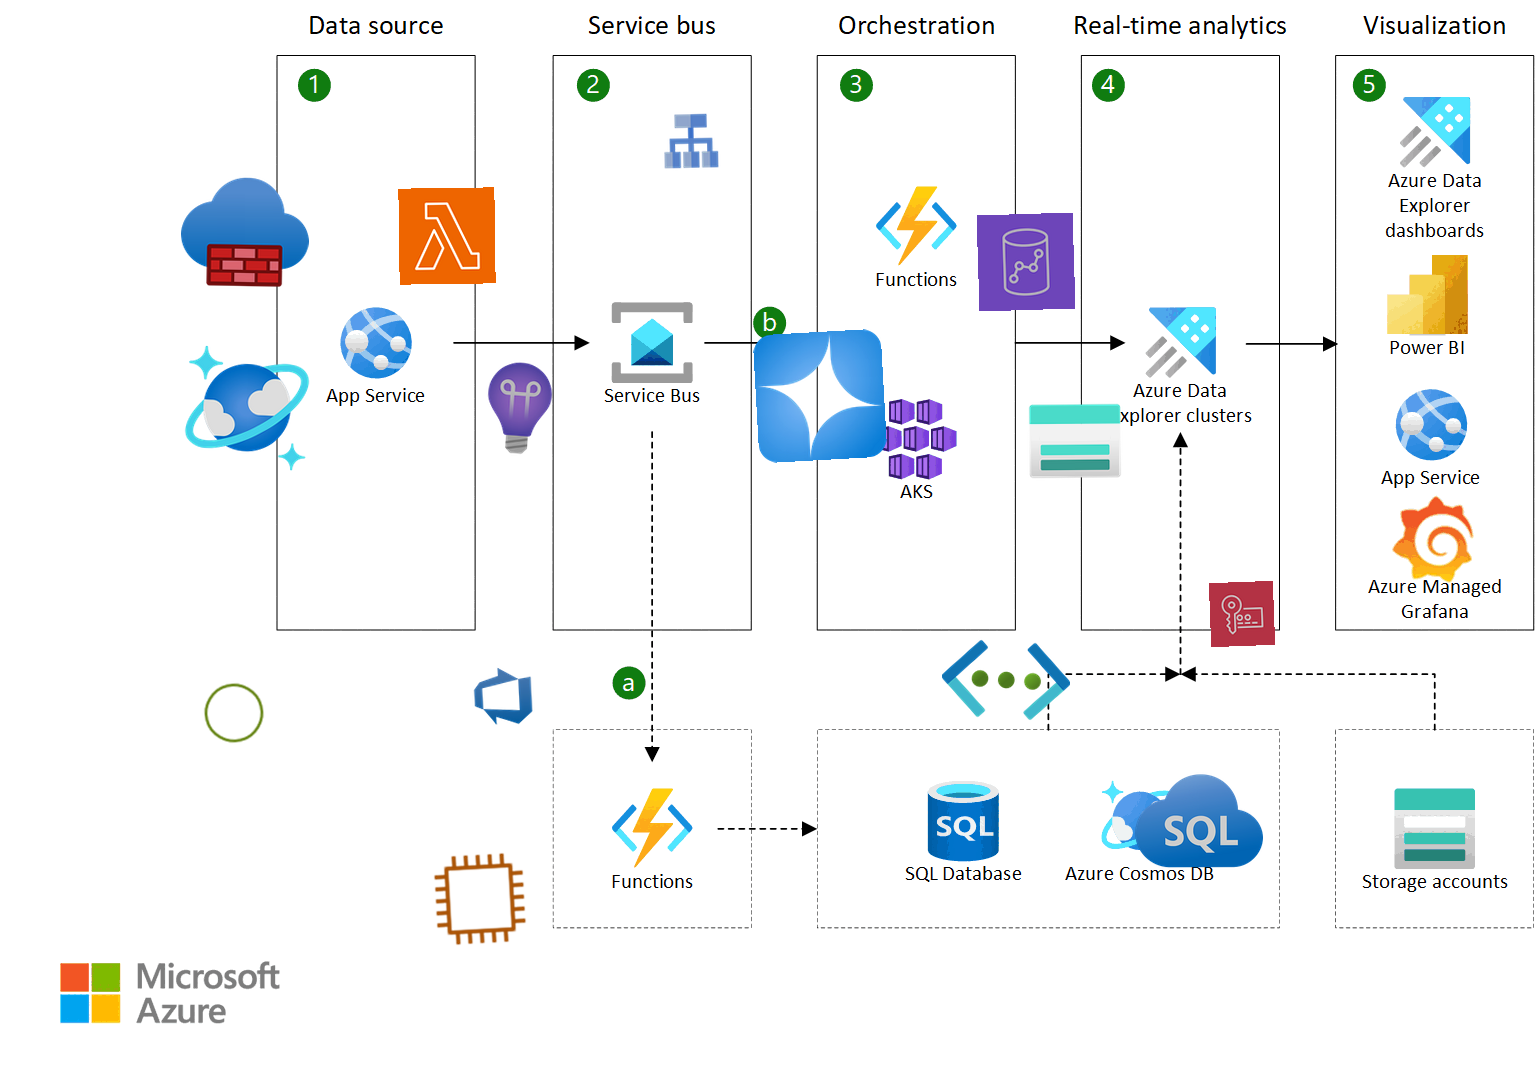 Data source
Service bus
Orchestration
Real-time analytics
Visualization
1
2
3
4
5
Azure Data
Explorer
dashboards
Functions
Power BI
b
App Service
Service Bus
Azure Data
xplorer clusters
App Service
AKS
Azure Managed
Grafana
a
SQL
SQL
Functions
SQL Database
Azure Cosmos DB
Storage accounts
Microsoft
Azure